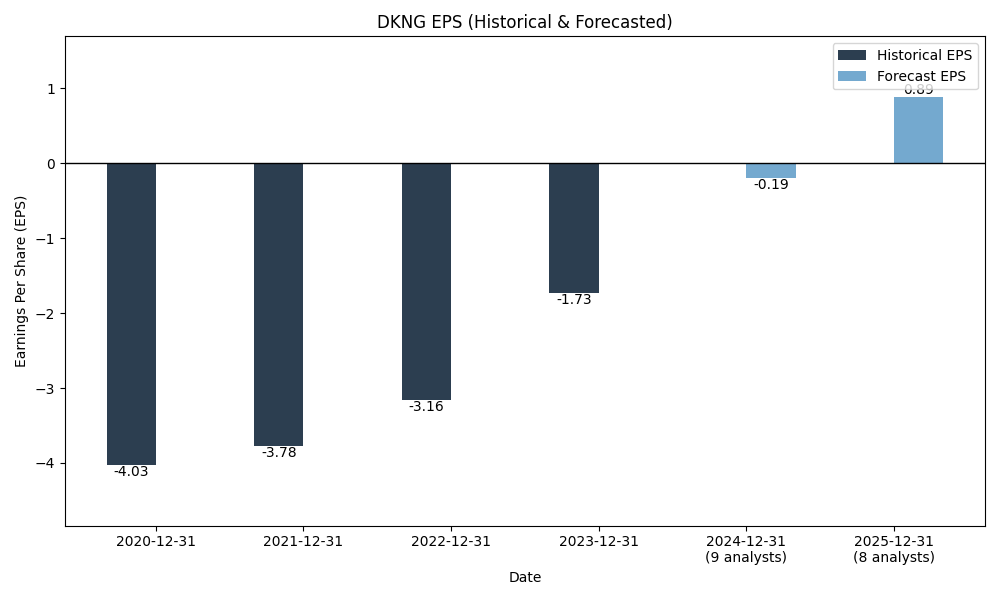 DKNG EPS (Historical & Forecasted)
Historical EPS
Forecast EPS
Earnings Per Share (EPS)
1
0
−1
−2
−3
−4
-4.03
-3.78
-3.16
-1.73
-0.19
0.89
2020-12-31
2021-12-31
2022-12-31
2023-12-31
2024-12-31
(9 analysts)
2025-12-31
(8 analysts)
Date